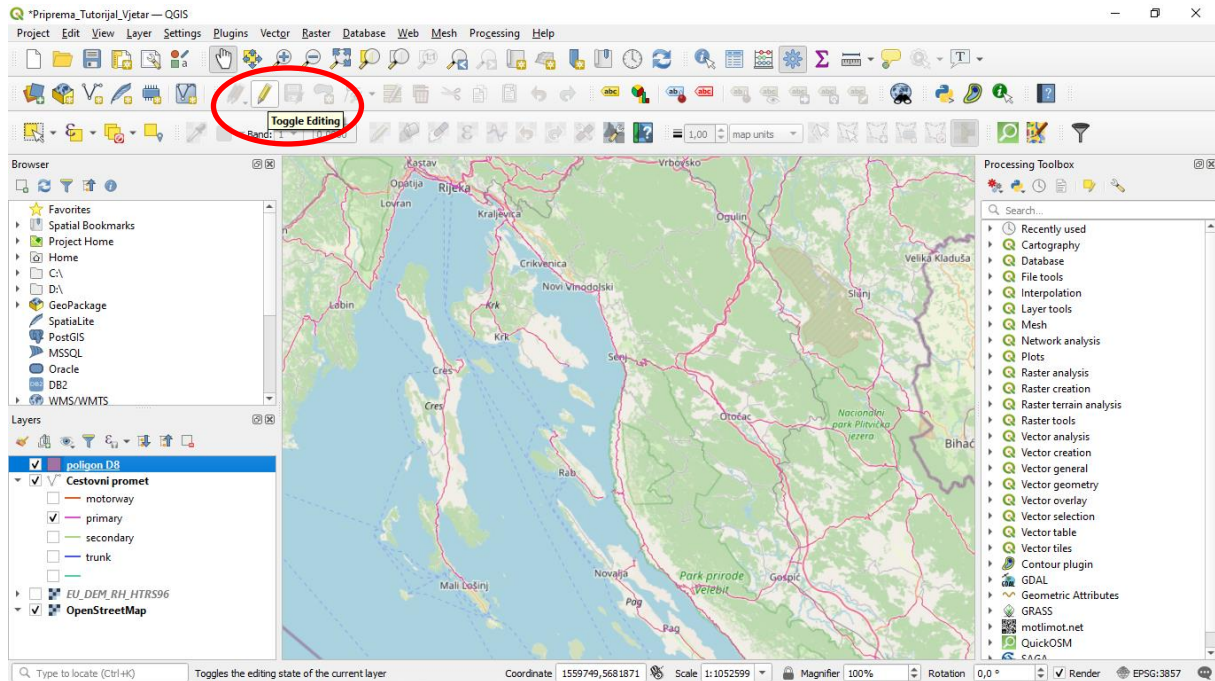 *Priprema_Tutorijal_Vjetar — QGIS
Project Edit View Layer Settings Plugins Vector Raster Database Web Mesh Processing Help
Toggle Editing
Band: 1
1,00 map units
Browser
Favorites
Spatial Bookmarks
Project Home
Home
C:\
D:\
GeoPackage
SpatiaLite
PostGIS
MSSQL
Oracle
DB2
WMS/WMTS
Layers
poligon D8
Cestovni promet
motorway
primary
secondary
trunk
EU_DEM_RH_HTRS96
OpenStreetMap
Kastav
Vrbovsko
Opatija
Rijeka
Lovran
Kraljevica
Ogulin
Crikvenica
Velika Kladuša
Novi Vinodolski
Slunj
Labin
Krk
Krk
Senj
Cres
Cres
Otočac
Nacionalni
park Plitvička
jezera
Bihać
Rab
Novalja
Park prirode
Velebit
Gospić
Mali Lošinj
Pag
Pag
Processing Toolbox
Search...
Recently used
Cartography
Database
File tools
Interpolation
Layer tools
Mesh
Network analysis
Plots
Raster analysis
Raster creation
Raster terrain analysis
Raster tools
Vector analysis
Vector creation
Vector general
Vector geometry
Vector overlay
Vector selection
Vector table
Vector tiles
Contour plugin
GDAL
Geometric Attributes
GRASS
motlimot.net
QuickOSM
SAGA
Type to locate (Ctrl+K) Toggles the editing state of the current layer Coordinate 1559749,5681871 Scale 1:1052599 Magnifier 100% Rotation 0,0 ° Render EPSG:3857